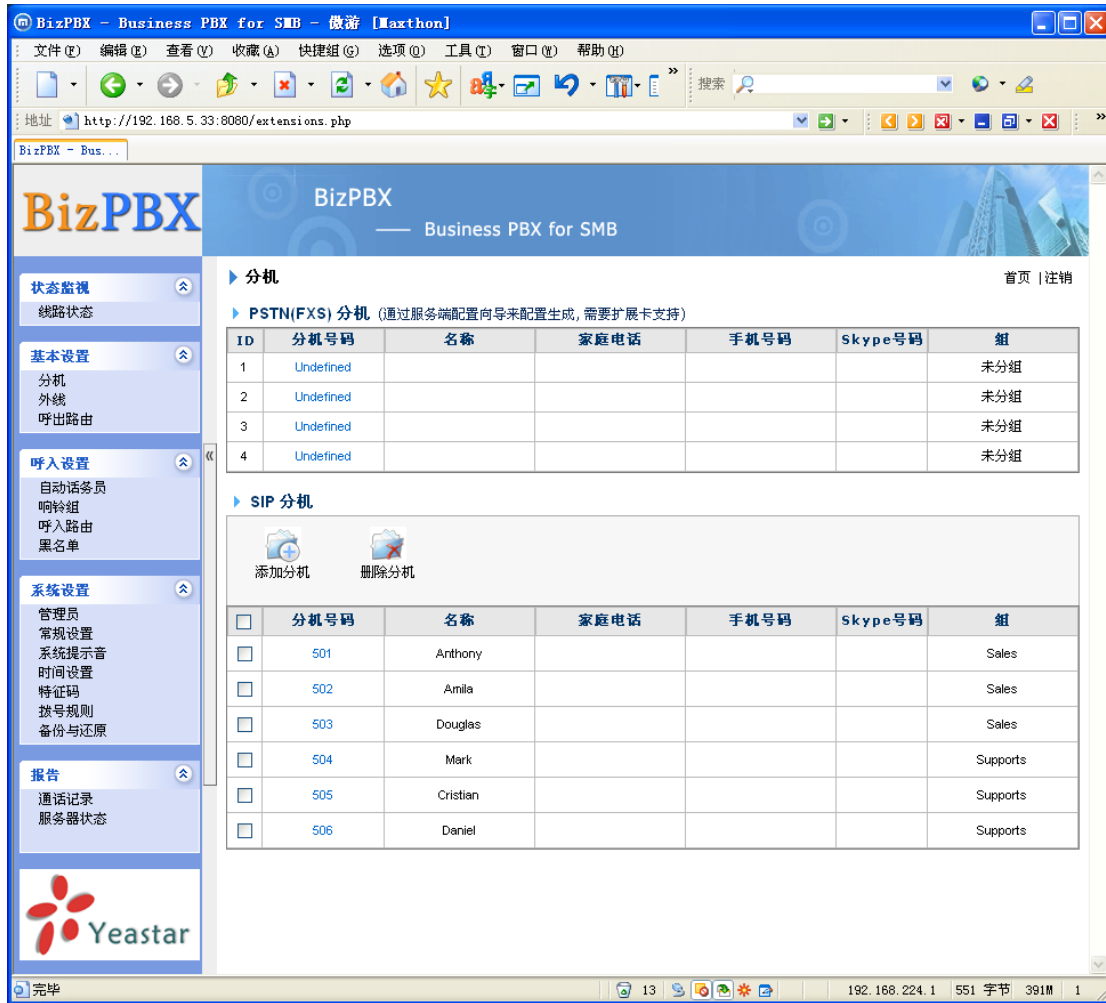 BizPBX - Business PBX for SMB - 傲游 [Maxthon]
文件(F) 编辑(E) 查看(V) 收藏(A) 快捷组(G) 选项(O) 工具(T) 窗口(W) 帮助(H)
搜索
地址 http://192.168.5.33:8080/extensions.php
BizPBX - Bus...
BizPBX
BizPBX
—— Business PBX for SMB
状态监视
线路状态
基本设置
分机
外线
呼出路由
呼入设置
自动话务员
响铃组
呼入路由
黑名单
系统设置
管理员
常规设置
系统提示音
时间设置
特征码
拨号规则
备份与还原
报告
通话记录
服务器状态
Yeastar
分机 首页 |注销
PSTN(FXS) 分机 (通过服务端配置向导来配置生成, 需要扩展卡支持)
ID 分机号码 名称 家庭电话 手机号码 Skype号码 组
1 Undefined 未分组
2 Undefined 未分组
3 Undefined 未分组
4 Undefined 未分组
SIP 分机
添加分机 删除分机
分机号码 名称 家庭电话 手机号码 Skype号码 组
501 Anthony Sales
502 Amila Sales
503 Douglas Sales
504 Mark Supports
505 Cristian Supports
506 Daniel Supports
完毕 13 192.168.224.1 551 字节 391M 1